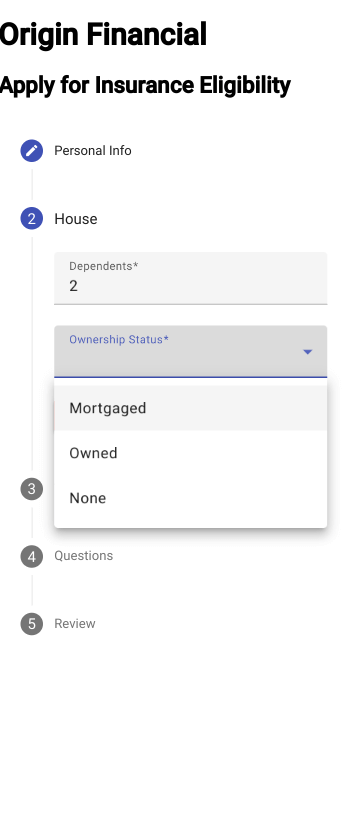 Origin Financial
Apply for Insurance Eligibility
Personal Info
2 House
Dependents*
2
Ownership Status*
Mortgaged
Owned
None
3
4 Questions
5 Review